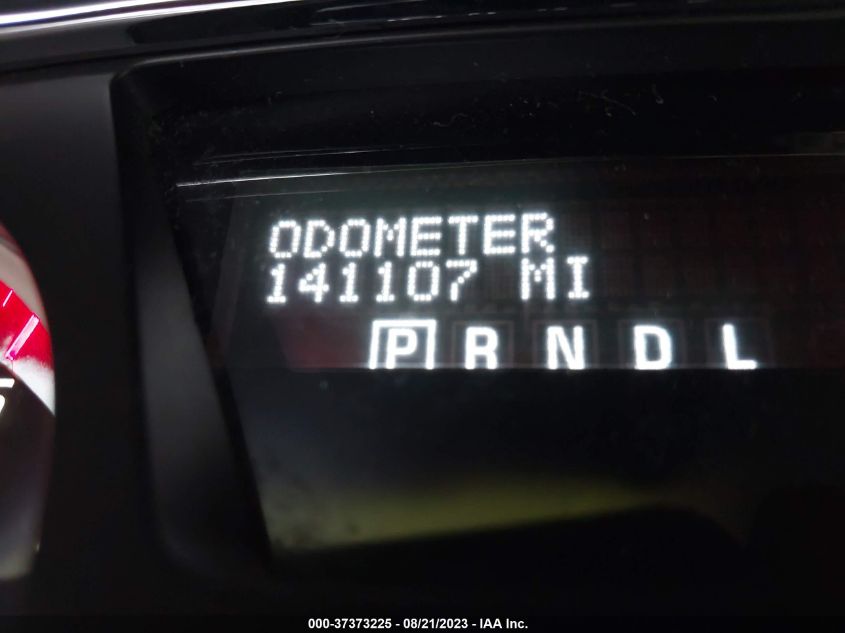 ODOMETER
141107 MI
P R N D L
000-37373225 - 08/21/2023 - IAA Inc.